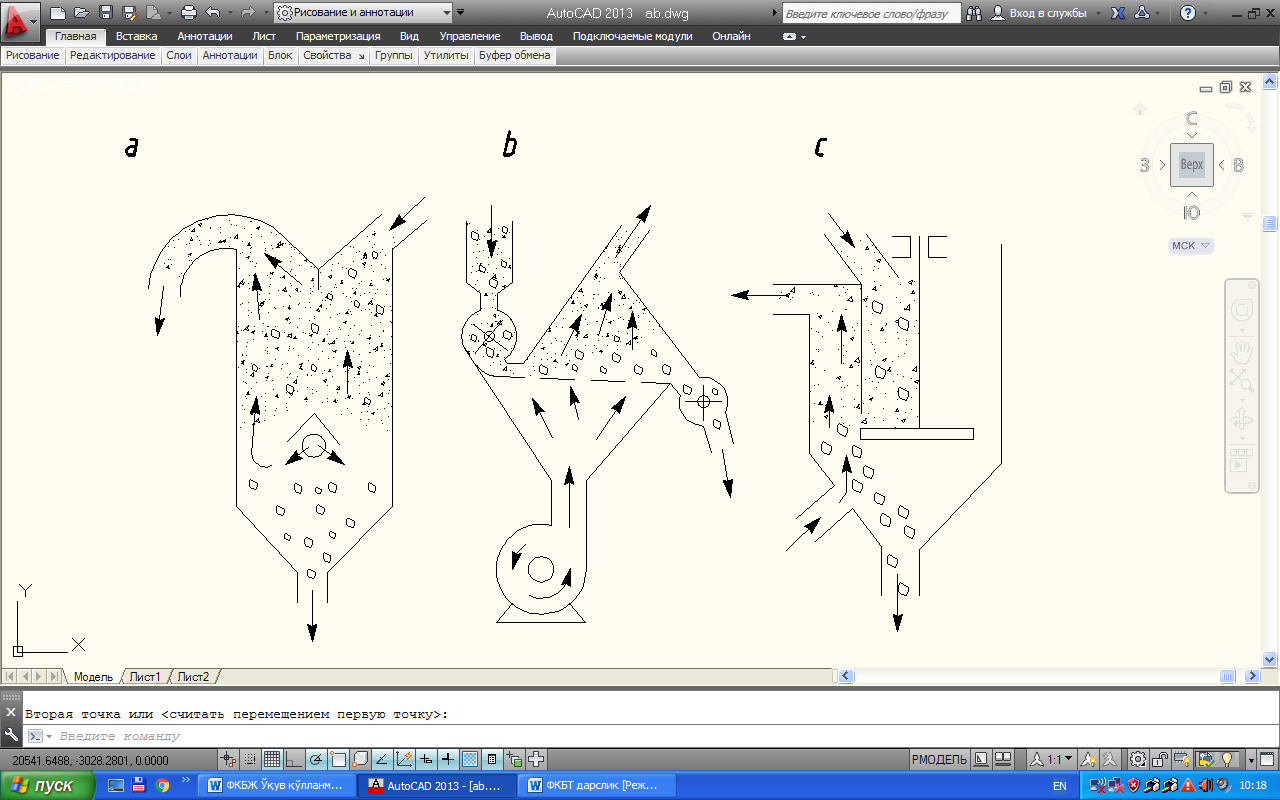 Рисование и аннотации
AutoCAD 2013 ab.dwg
Введите ключевое слово/фразу
Вход в службы
Главная Вставка Аннотации Лист Параметризация Вид Управление Вывод Подключаемые модули Онлайн
Рисование Редактирование Слои Аннотации Блок Свойства Группы Утилиты Буфер обмена
a b c
С
З Верх В
Ю
МСК
Y
X
Модель Лист1 Лист2
Вторая точка или <считать перемещением первую точку>:
Введите команду
20541.6488, -3028.2801, 0.0000 РМОДЕЛЬ 1:1
пуск ФКБЖ Ўқув қўлланм... AutoCAD 2013 - [ab.... ФКБТ дарслик [Реж... EN 10:18